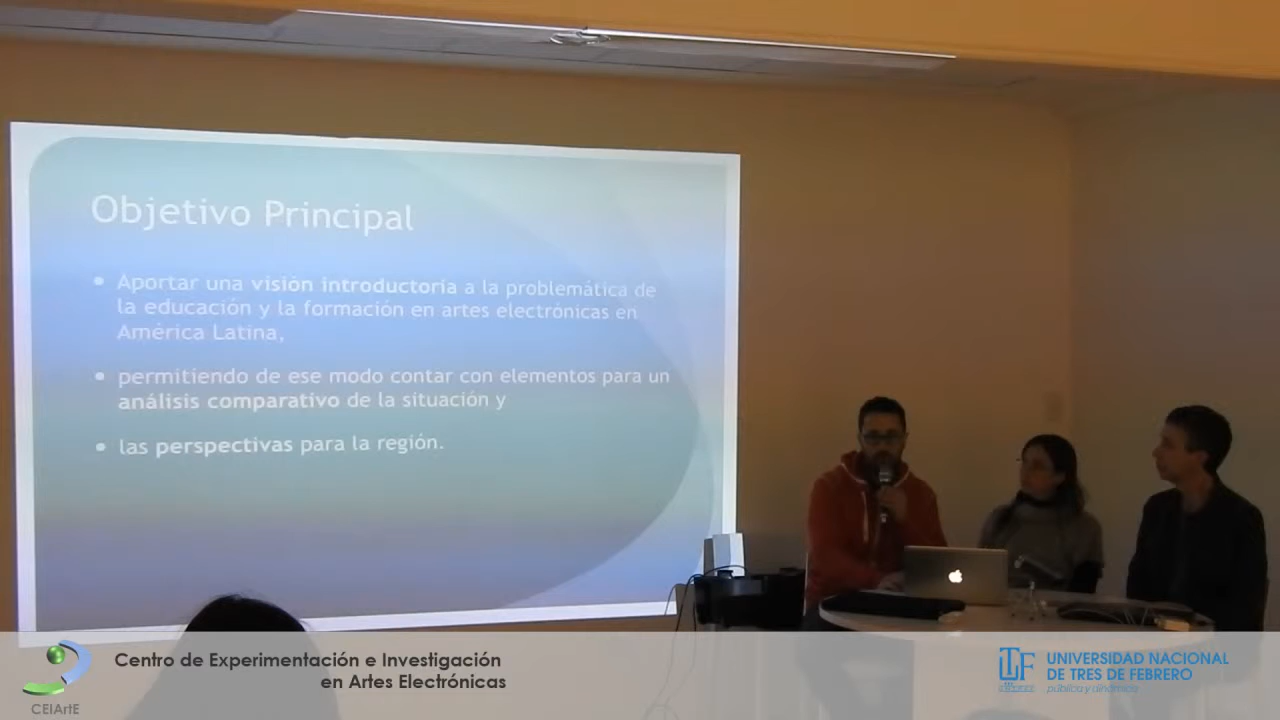 Objetivo Principal
• Aportar una visión introductoria a la problemática de
la educación y la formación en artes electrónicas en
América Latina,
• permitiendo de ese modo contar con elementos para un
análisis comparativo de la situación y
• las perspectivas para la región.
Centro de Experimentación e Investigación
en Artes Electrónicas
CEIArtE
UNIVERSIDAD NACIONAL
DE TRES DE FEBRERO
pública y dinámica